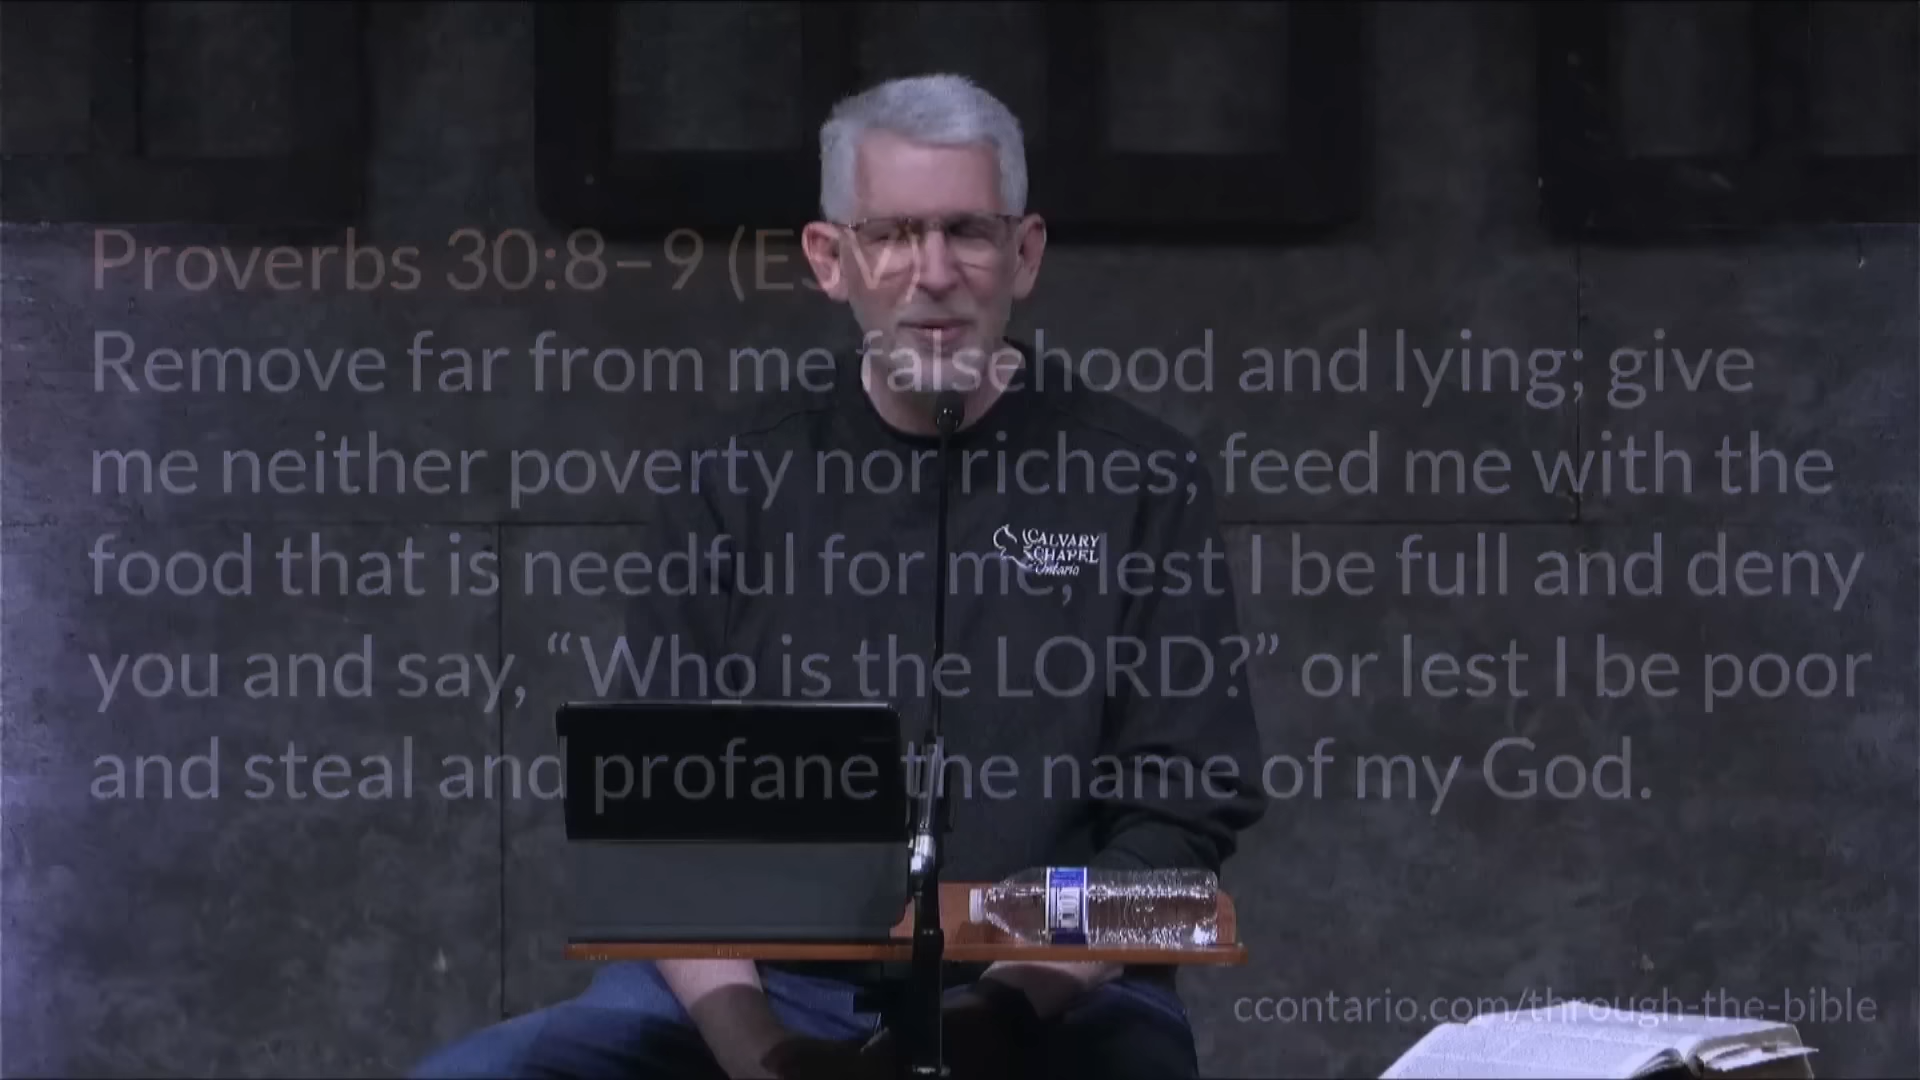 Proverbs 30:8–9 (ESV)
Remove far from me falsehood and lying; give
me neither poverty nor riches; feed me with the
food that is needful for me, lest I be full and deny
you and say, “Who is the LORD?” or lest I be poor
and steal and profane the name of my God.
CALVARY
CHAPEL
Ontario
ccontario.com/through-the-bible